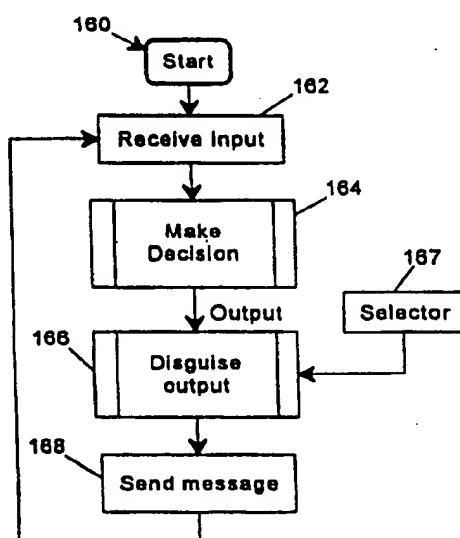 160
Start
162
Receive Input
164
Make
Decision
167
Output
Selector
166
Disguise
output
168
Send message